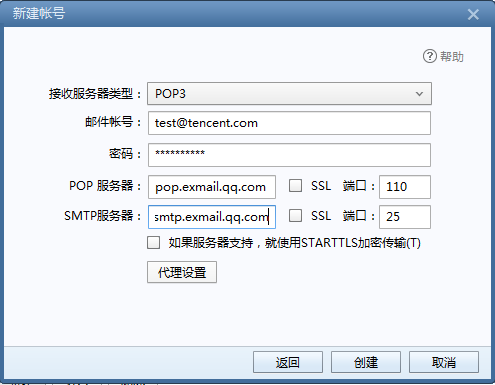 新建帐号
帮助
接收服务器类型： POP3
邮件帐号： test@tencent.com
密码： **********
POP 服务器： pop.exmail.qq.com SSL 端口： 110
SMTP服务器： smtp.exmail.qq.com SSL 端口： 25
如果服务器支持，就使用STARTTLS加密传输(T)
代理设置
返回 创建 取消